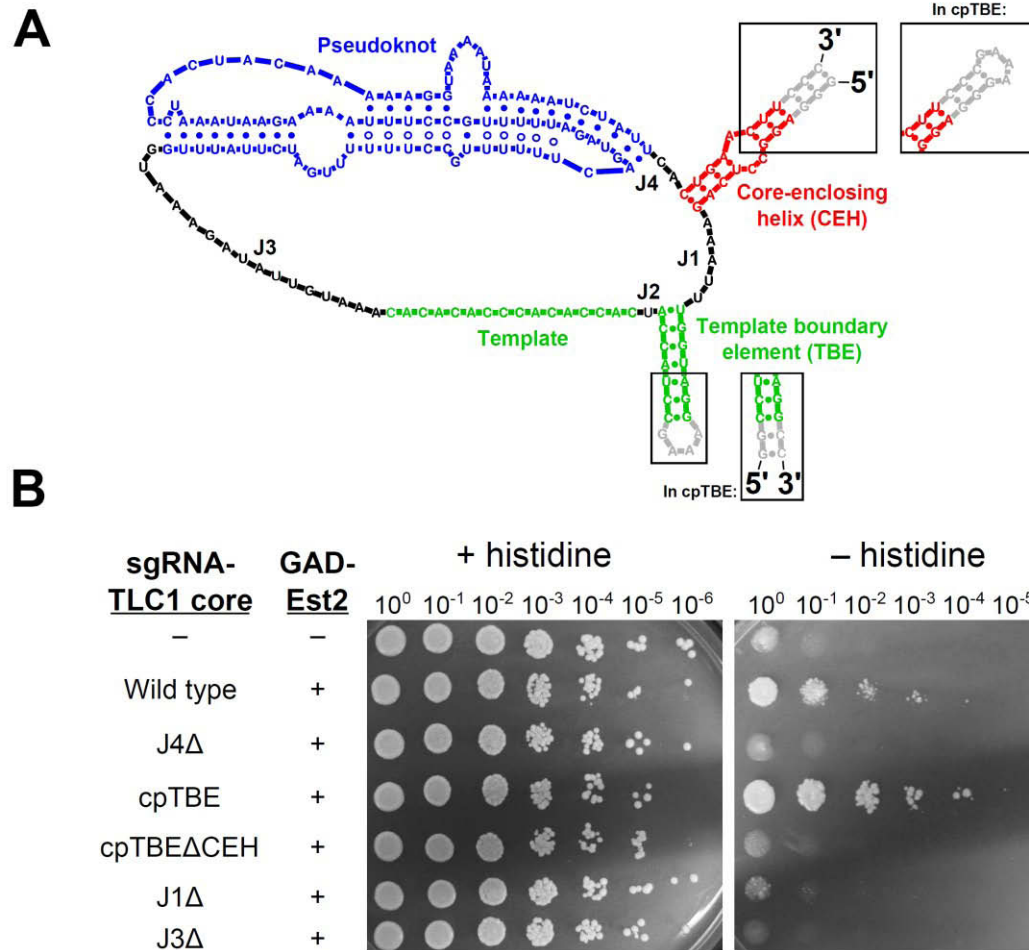 A
In cpTBE:
Pseudoknot
3'
5'
J4
Core-enclosing
helix (CEH)
J3
J1
J2
Template
Template boundary
element (TBE)
In cpTBE:
5' 3'
B
sgRNA-
TLC1 core
GAD-
Est2
+ histidine
– histidine
10⁰ 10⁻¹ 10⁻² 10⁻³ 10⁻⁴ 10⁻⁵ 10⁻⁶
10⁰ 10⁻¹ 10⁻² 10⁻³ 10⁻⁴ 10⁻⁵
– –
Wild type +
J4Δ +
cpTBE +
cpTBEΔCEH +
J1Δ +
J3Δ +